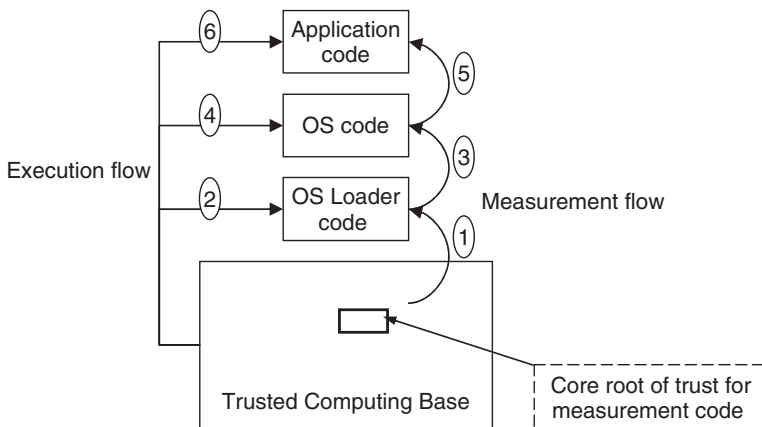 6
Application
code
5
4
OS code
3
Execution flow
2
OS Loader
code
Measurement flow
1
Trusted Computing Base
Core root of trust for
measurement code